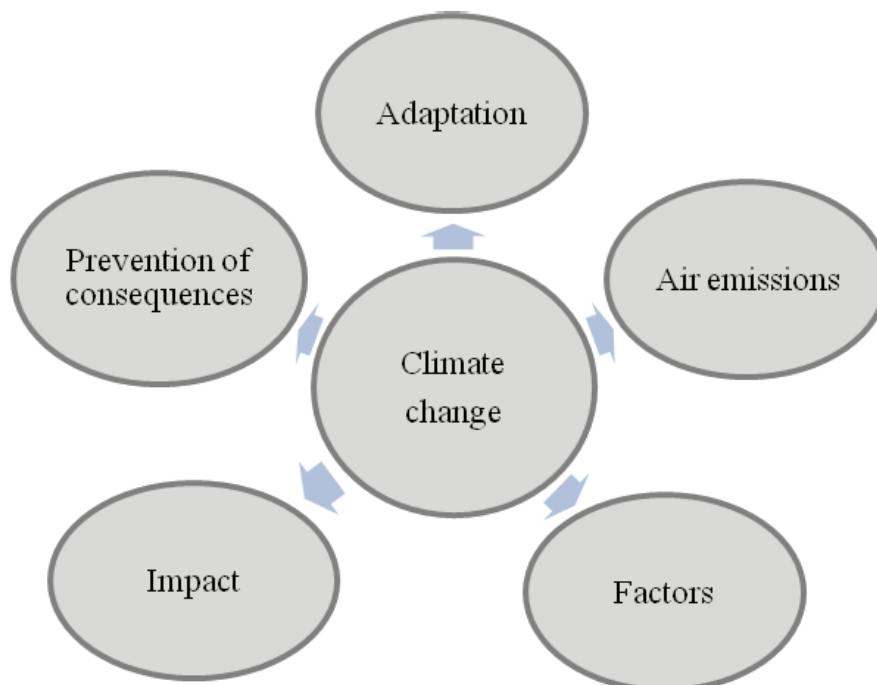 Adaptation
Prevention of
consequences
Air emissions
Climate
change
Impact
Factors